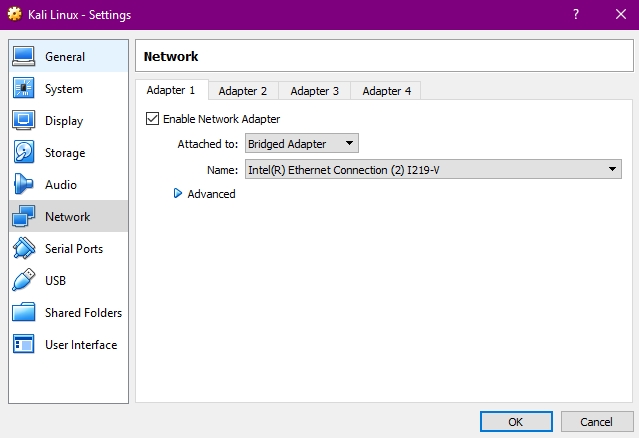 Kali Linux - Settings
General
System
Display
Storage
Audio
Network
Serial Ports
USB
Shared Folders
User Interface
Network
Adapter 1 Adapter 2 Adapter 3 Adapter 4
Enable Network Adapter
Attached to: Bridged Adapter
Name: Intel(R) Ethernet Connection (2) I219-V
Advanced
OK Cancel